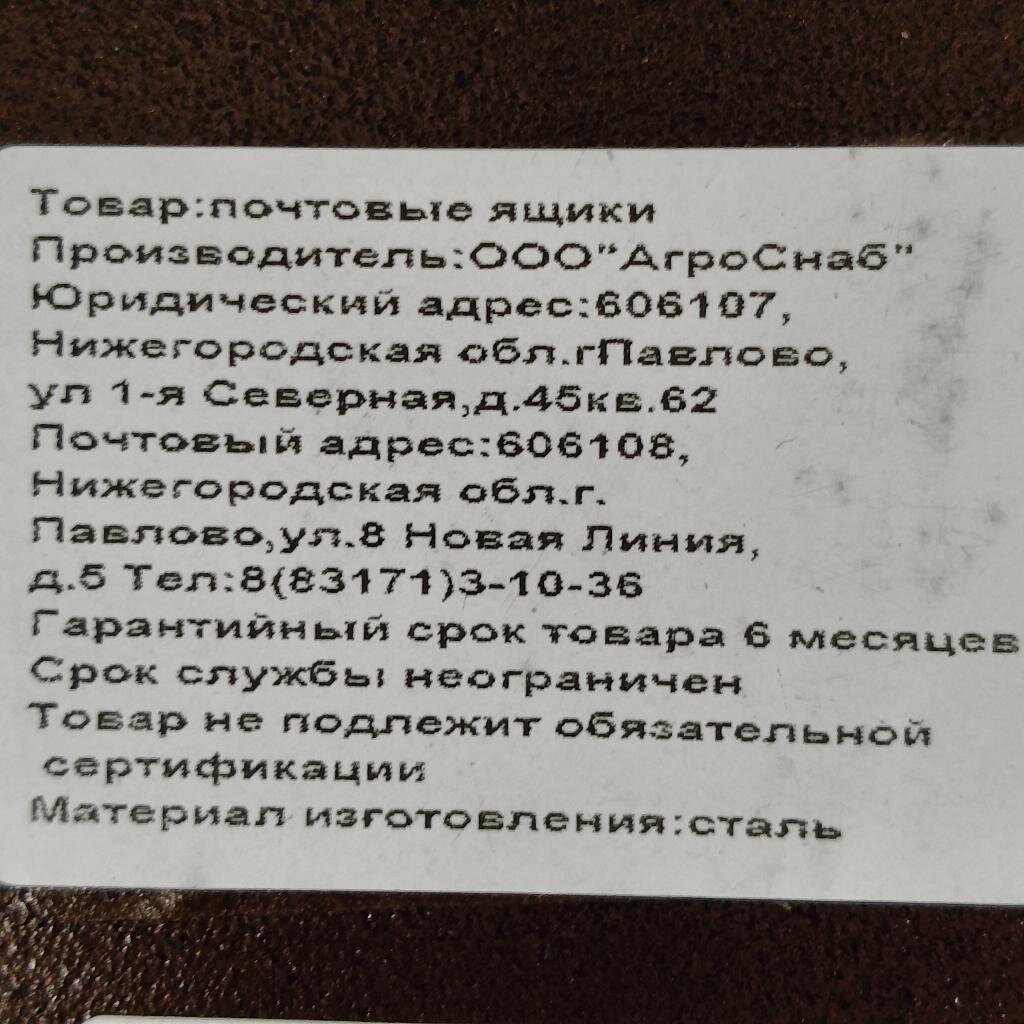 Товар:почтовые ящики
Производитель:ООО"АгроСнаб"
Юридический адрес:606107,
Нижегородская обл.гПавлово,
ул 1-я Северная,д.45кв.62
Почтовый адрес:606108,
Нижегородская обл.г.
Павлово,ул.8 Новая Линия,
д.5 Тел:8(83171)3-10-36
Гарантийный срок товара 6 месяцев
Срок службы неограничен
Товар не подлежит обязательной
сертификации
Материал изготовления:сталь